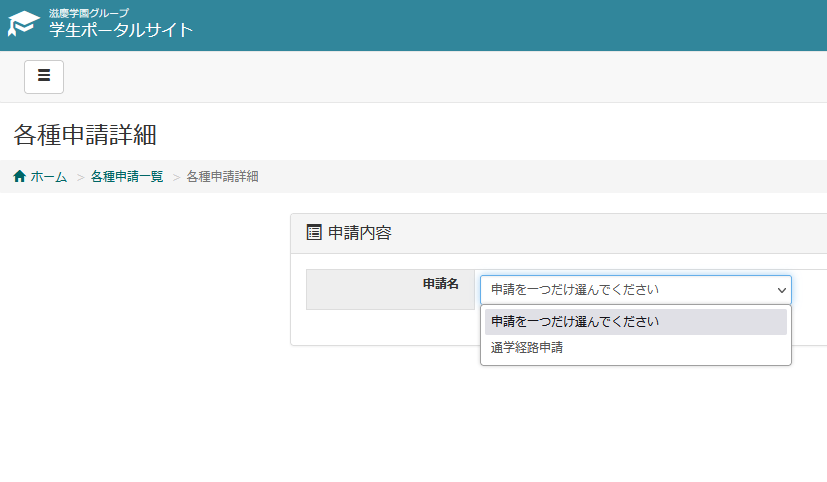 滋慶学園グループ
学生ポータルサイト
各種申請詳細
ホーム > 各種申請一覧 > 各種申請詳細
申請内容
申請名 申請を一つだけ選んでください
申請を一つだけ選んでください
通学経路申請